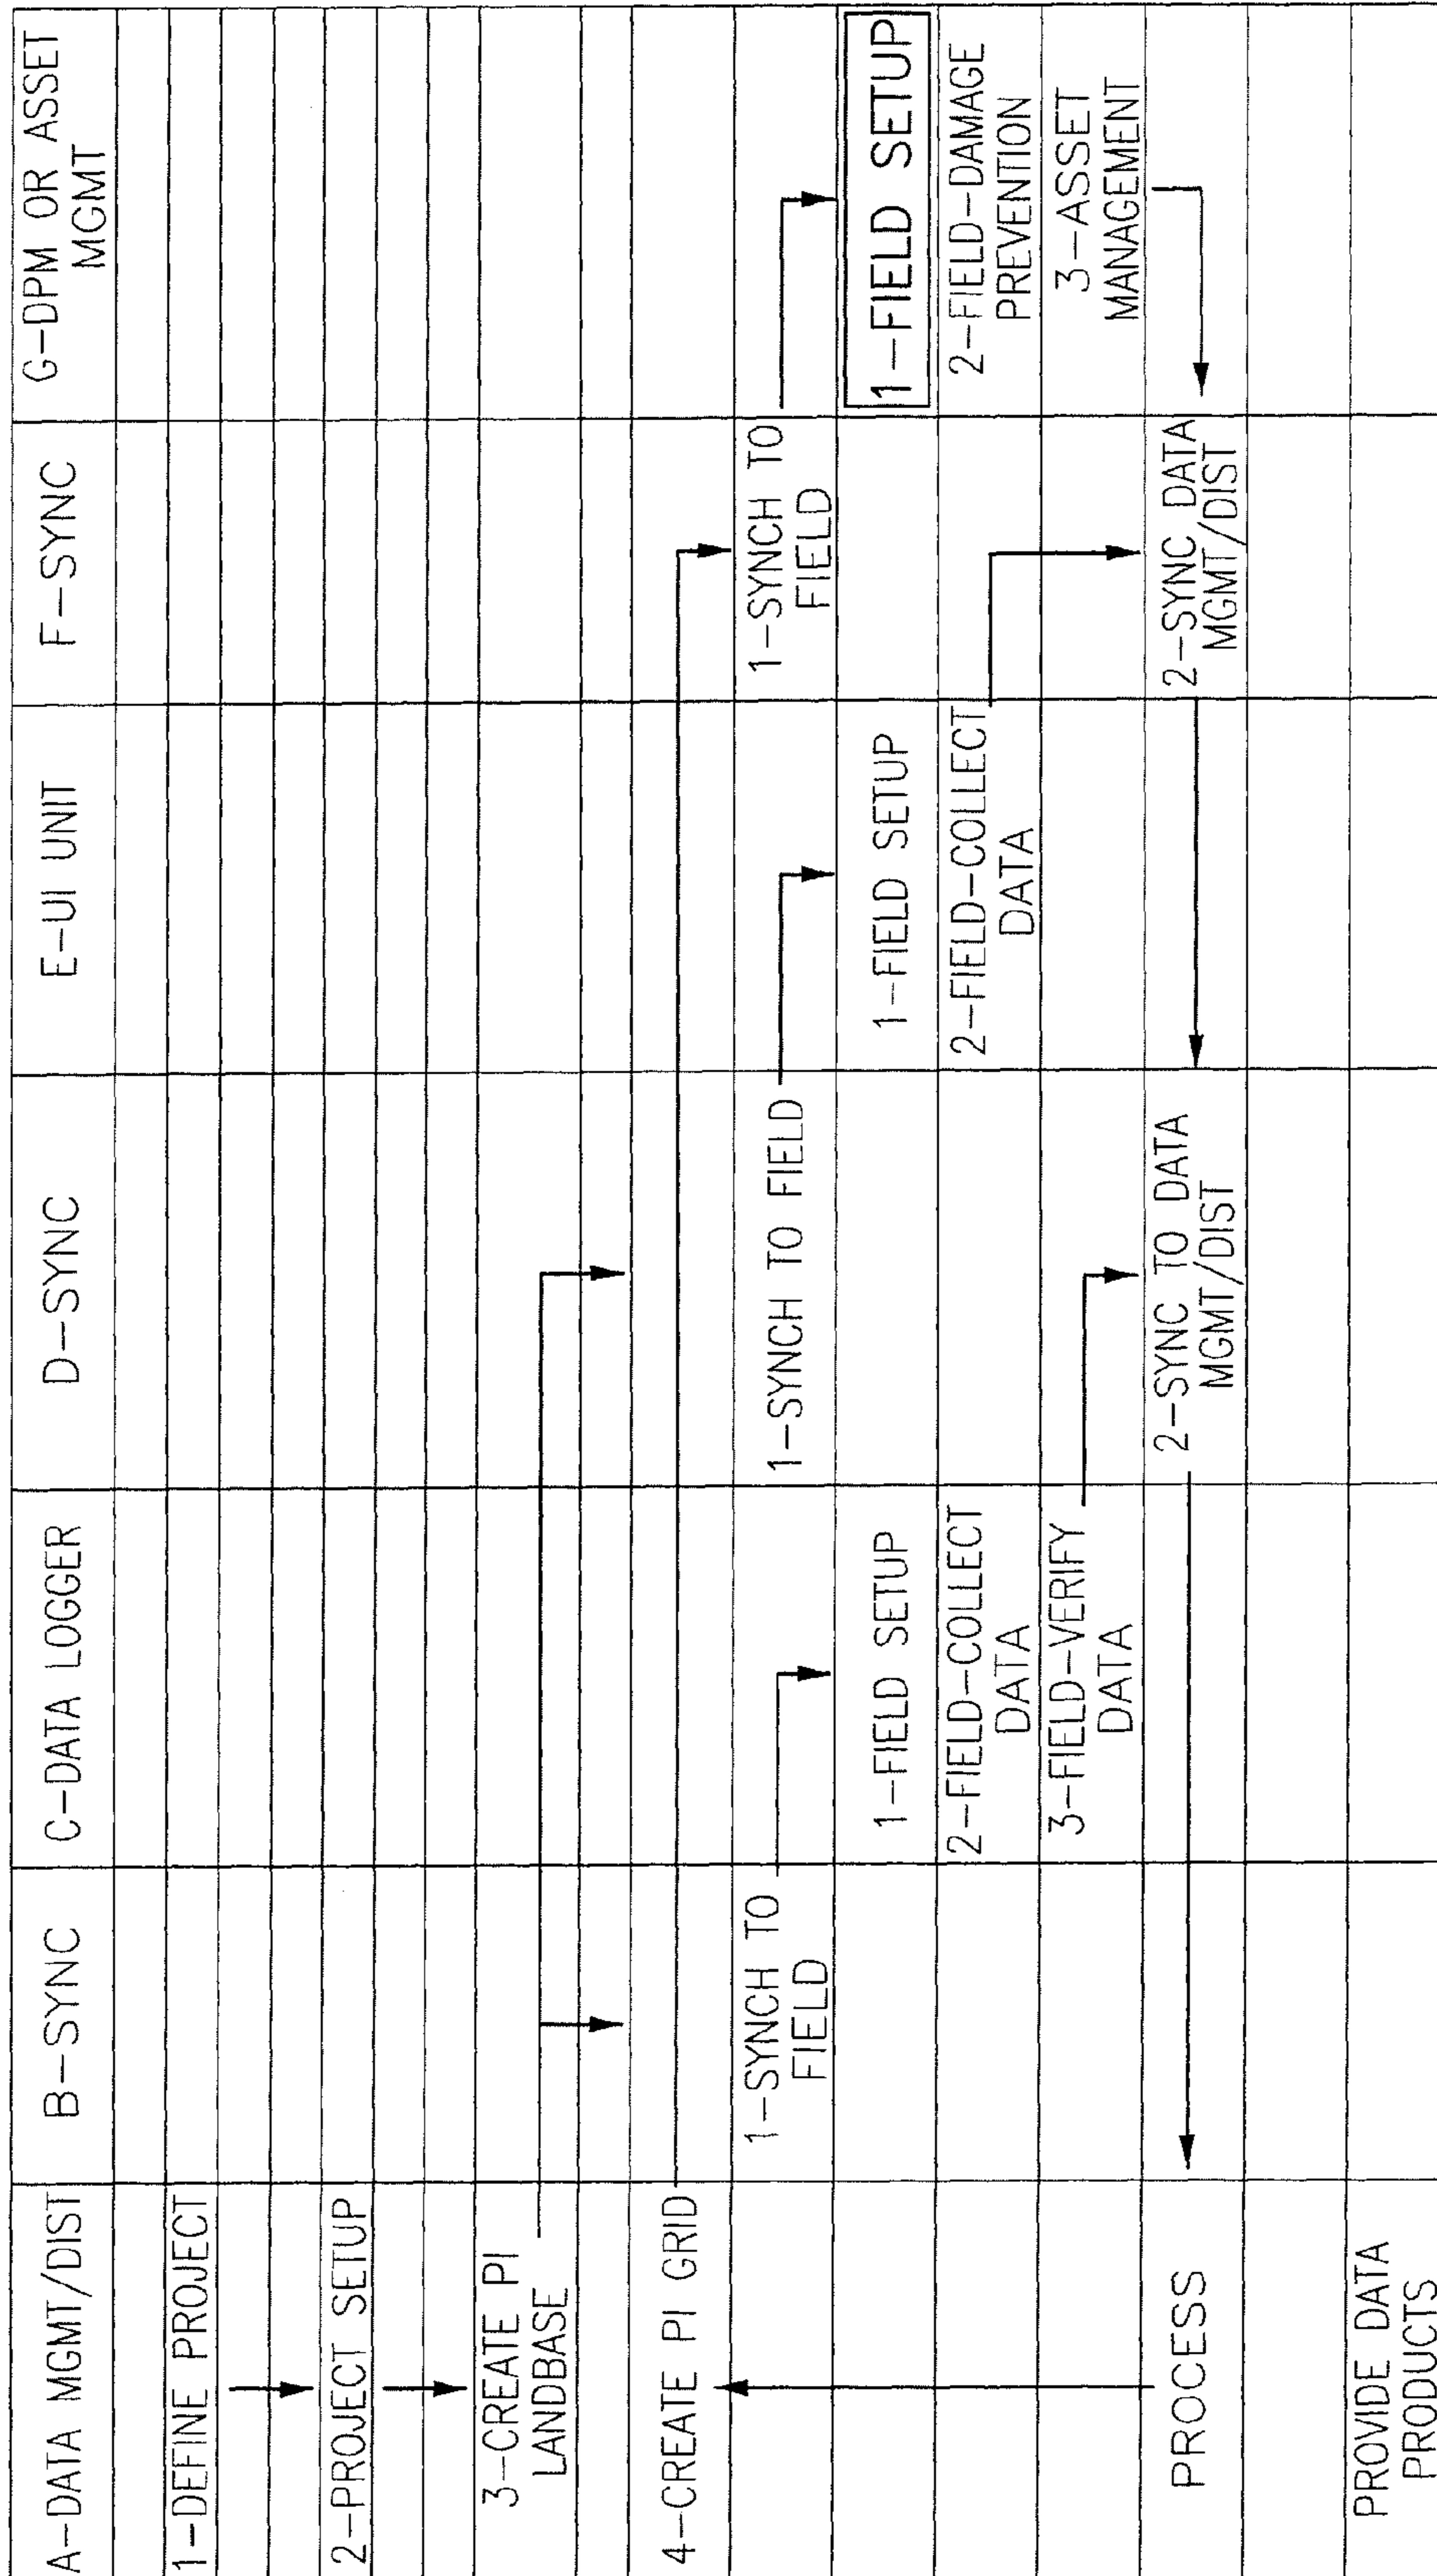 A-DATA MGMT/DIST
B-SYNC
C-DATA LOGGER
D-SYNC
E-UI UNIT
F-SYNC
G-DPM OR ASSET
MGMT
1-DEFINE PROJECT
2-PROJECT SETUP
3-CREATE PI
LANDBASE
4-CREATE PI GRID
1-SYNCH TO
FIELD
1-SYNCH TO FIELD
1-SYNCH TO
FIELD
1-FIELD SETUP
1-FIELD SETUP
1-FIELD SETUP
2-FIELD-COLLECT
DATA
2-FIELD-COLLECT
DATA
2-FIELD-DAMAGE
PREVENTION
3-FIELD-VERIFY
DATA
3-ASSET
MANAGEMENT
PROCESS
2-SYNC TO DATA
MGMT/DIST
2-SYNC DATA
MGMT/DIST
PROVIDE DATA
PRODUCTS